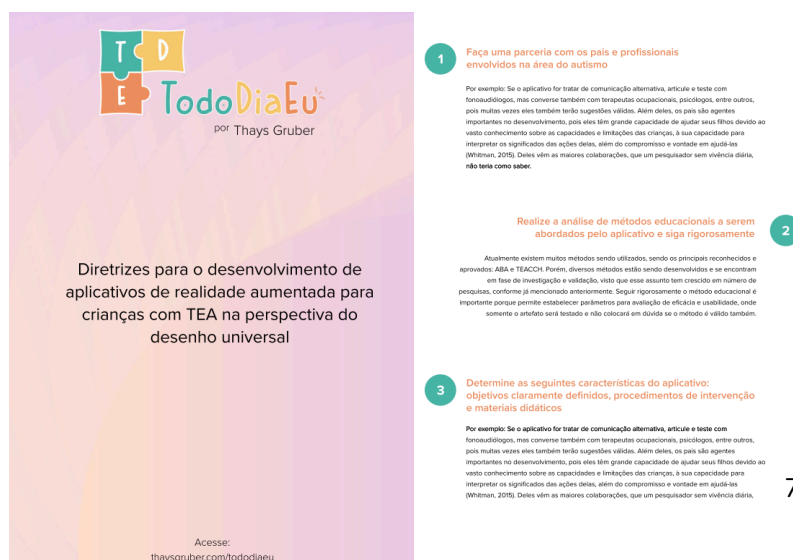 T D
E TodoDiaEu
por Thays Gruber
Diretrizes para o desenvolvimento de
aplicativos de realidade aumentada para
crianças com TEA na perspectiva do
desenho universal
Acesse:
thaysgruber.com/tododiaeu
1
Faça uma parceria com os pais e profissionais
envolvidos na área do autismo
Por exemplo: Se o aplicativo for tratar de comunicação alternativa, articule e teste com
fonoaudiólogos, mas converse também com terapeutas ocupacionais, psicólogos, entre outros,
pois muitas vezes eles também terão sugestões válidas. Além deles, os pais são agentes
importantes no desenvolvimento, pois eles têm grande capacidade de ajudar seus filhos devido ao
vasto conhecimento sobre as capacidades e limitações das crianças, à sua capacidade para
interpretar os significados das ações delas, além do compromisso e vontade em ajudá-las
(Whitman, 2015). Deles vêm as maiores colaborações, que um pesquisador sem vivência diária,
não teria como saber.
Realize a análise de métodos educacionais a serem
abordados pelo aplicativo e siga rigorosamente
2
Atualmente existem muitos métodos sendo utilizados, sendo os principais reconhecidos e
aprovados: ABA e TEACCH. Porém, diversos métodos estão sendo desenvolvidos e se encontram
em fase de investigação e validação, visto que esse assunto tem crescido em número de
pesquisas, conforme já mencionado anteriormente. Seguir rigorosamente o método educacional é
importante porque permite estabelecer parâmetros para avaliação de eficácia e usabilidade, onde
somente o artefato será testado e não colocará em dúvida se o método é válido também.
3
Determine as seguintes características do aplicativo:
objetivos claramente definidos, procedimentos de intervenção
e materiais didáticos
Por exemplo: Se o aplicativo for tratar de comunicação alternativa, articule e teste com
fonoaudiólogos, mas converse também com terapeutas ocupacionais, psicólogos, entre outros,
pois muitas vezes eles também terão sugestões válidas. Além deles, os pais são agentes
importantes no desenvolvimento, pois eles têm grande capacidade de ajudar seus filhos devido ao
vasto conhecimento sobre as capacidades e limitações das crianças, à sua capacidade para
interpretar os significados das ações delas, além do compromisso e vontade em ajudá-las
(Whitman, 2015). Deles vêm as maiores colaborações, que um pesquisador sem vivência diária,
7